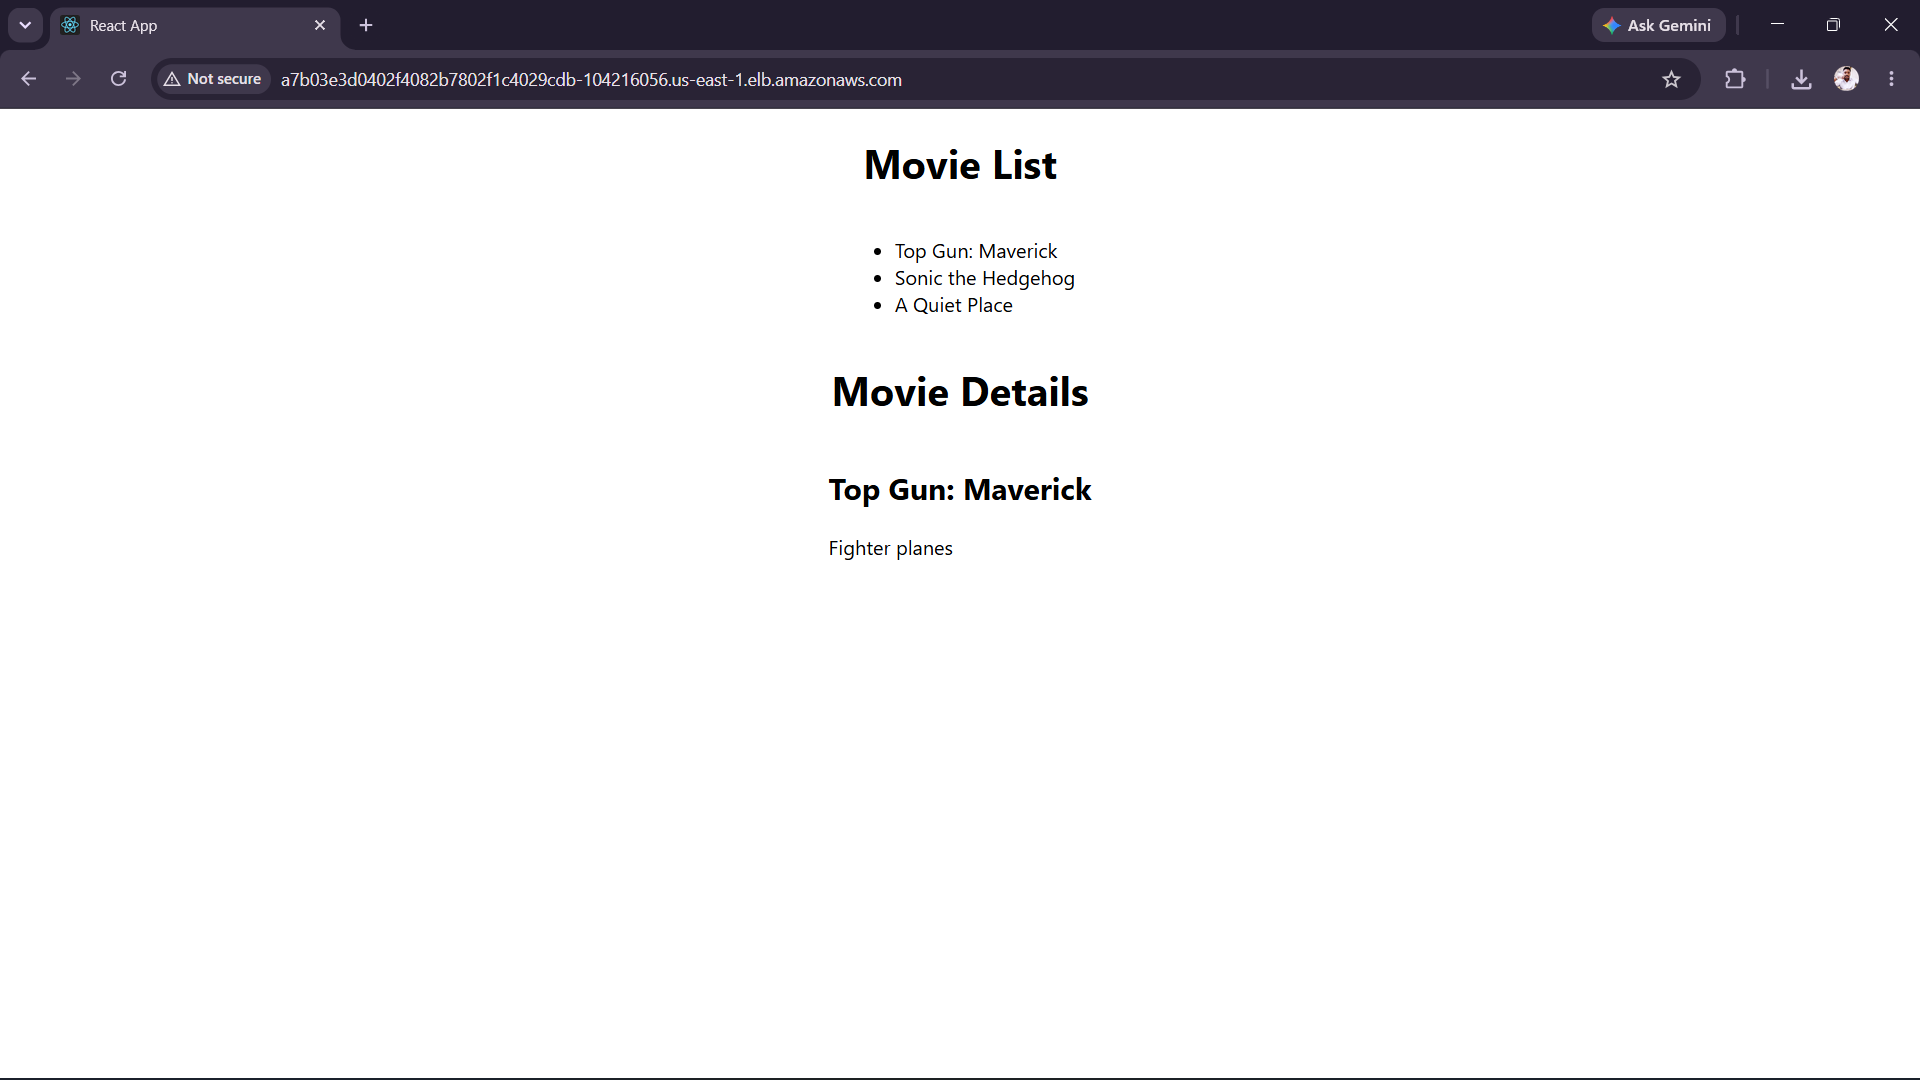 React App
Ask Gemini
Not secure
a7b03e3d0402f4082b7802f1c4029cdb-104216056.us-east-1.elb.amazonaws.com
Movie List
Top Gun: Maverick
Sonic the Hedgehog
A Quiet Place
Movie Details
Top Gun: Maverick
Fighter planes